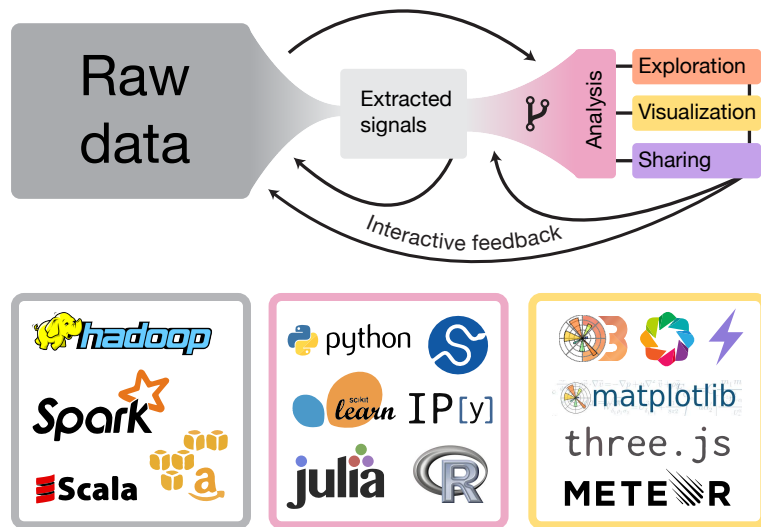 Raw
data
Extracted
signals
Analysis
Exploration
Visualization
Sharing
Interactive feedback
hadoop
Spark
Scala
a
python
S
scikit
learn
IP[y]
julia
R
3
matplotlib
three.js
METEOR